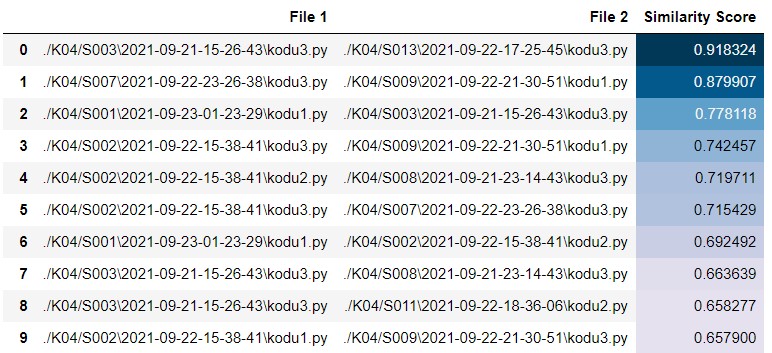 File 1 File 2 Similarity Score
0 ./K04/S003\2021-09-21-15-26-43\kodu3.py ./K04/S013\2021-09-22-17-25-45\kodu3.py 0.918324
1 ./K04/S007\2021-09-22-23-26-38\kodu3.py ./K04/S009\2021-09-22-21-30-51\kodu1.py 0.879907
2 ./K04/S001\2021-09-23-01-23-29\kodu1.py ./K04/S003\2021-09-21-15-26-43\kodu3.py 0.778118
3 ./K04/S002\2021-09-22-15-38-41\kodu3.py ./K04/S009\2021-09-22-21-30-51\kodu1.py 0.742457
4 ./K04/S002\2021-09-22-15-38-41\kodu2.py ./K04/S008\2021-09-21-23-14-43\kodu3.py 0.719711
5 ./K04/S002\2021-09-22-15-38-41\kodu3.py ./K04/S007\2021-09-22-23-26-38\kodu3.py 0.715429
6 ./K04/S001\2021-09-23-01-23-29\kodu1.py ./K04/S002\2021-09-22-15-38-41\kodu2.py 0.692492
7 ./K04/S003\2021-09-21-15-26-43\kodu3.py ./K04/S008\2021-09-21-23-14-43\kodu3.py 0.663639
8 ./K04/S003\2021-09-21-15-26-43\kodu3.py ./K04/S011\2021-09-22-18-36-06\kodu2.py 0.658277
9 ./K04/S002\2021-09-22-15-38-41\kodu1.py ./K04/S009\2021-09-22-21-30-51\kodu3.py 0.657900